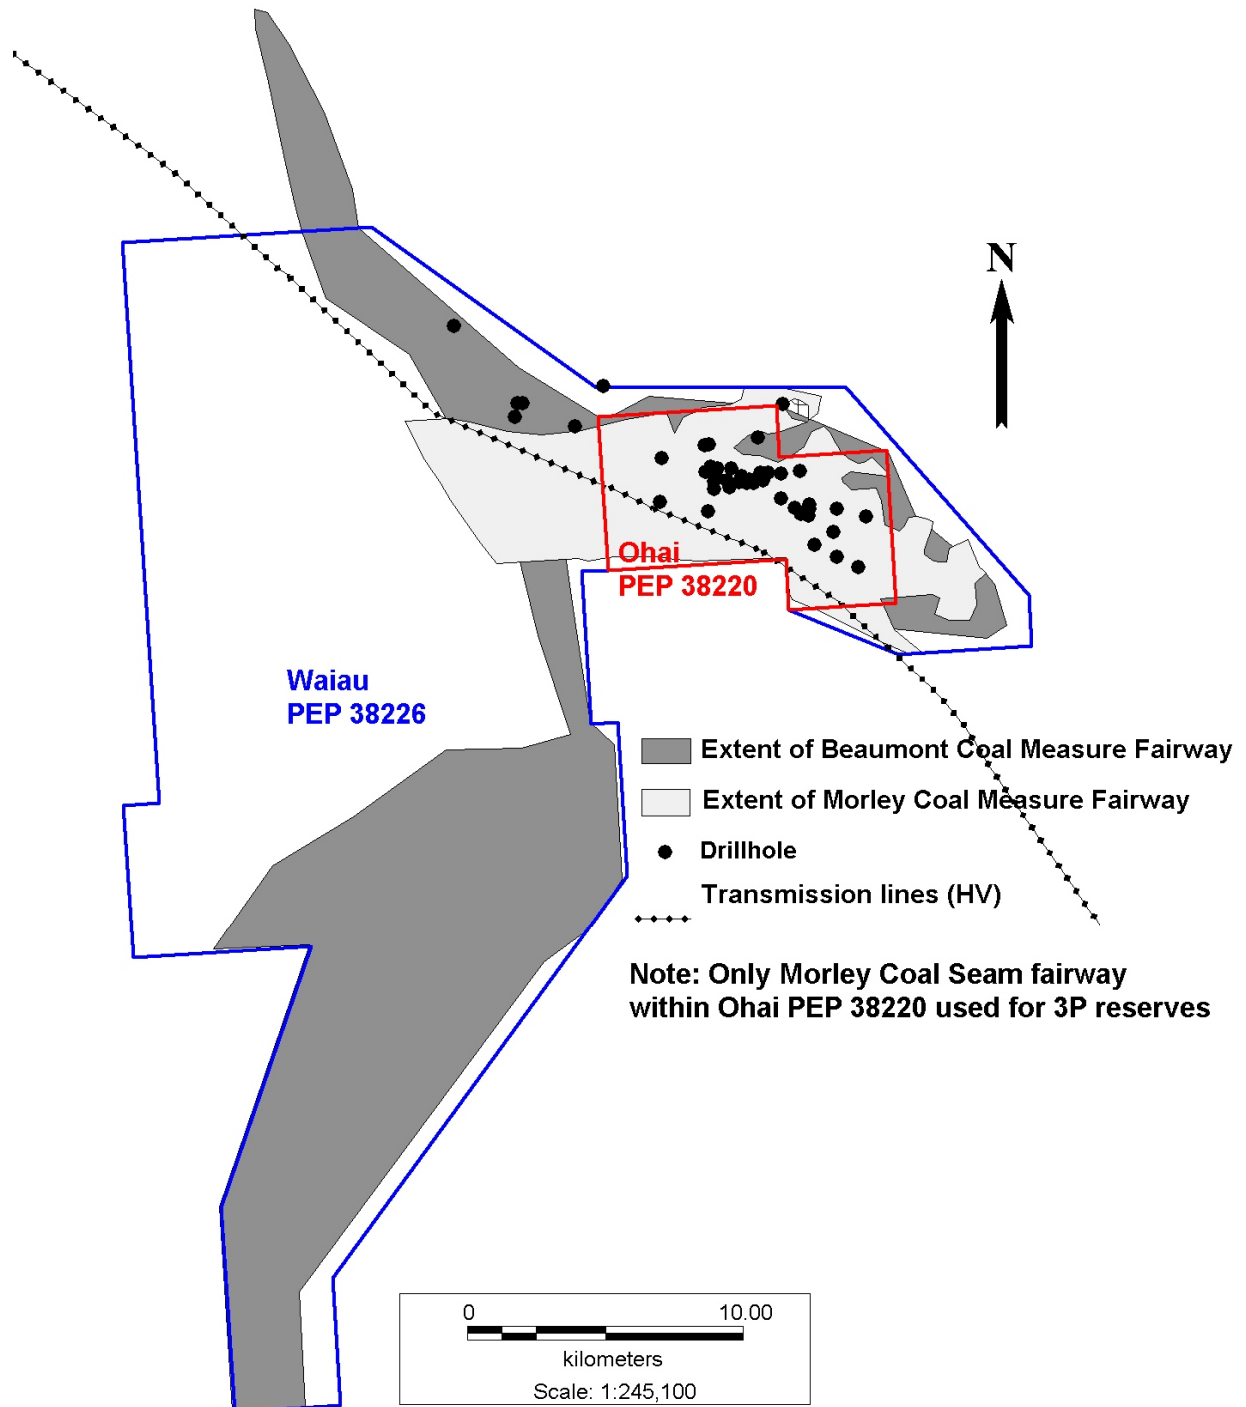 N
Ohai
PEP 38220
Waiau
PEP 38226
Extent of Beaumont Coal Measure Fairway
Extent of Morley Coal Measure Fairway
Drillhole
Transmission lines (HV)
Note: Only Morley Coal Seam fairway
within Ohai PEP 38220 used for 3P reserves
0 10.00
kilometers
Scale: 1:245,100